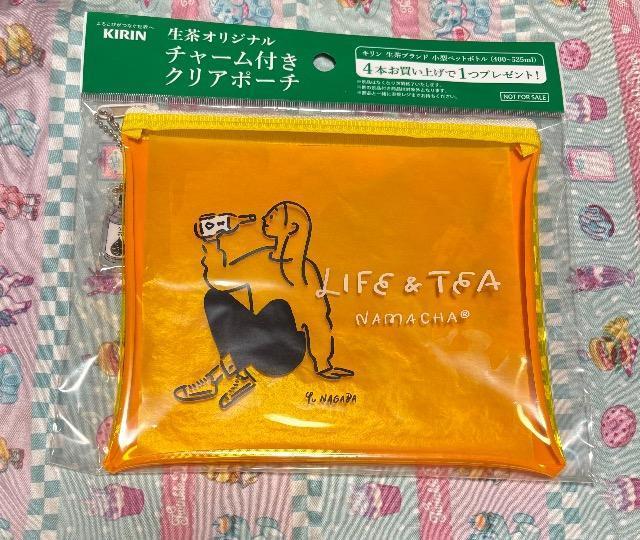 よろこびがつなぐ世界へ
KIRIN
生茶オリジナル
チャーム付き
クリアポーチ
キリン 生茶ブランド 小型ペットボトル (400~525ml)
4本お買い上げで1つプレゼント!
NOT FOR SALE
LIFE & TEA
NAMACHA®
Yu NAGABA